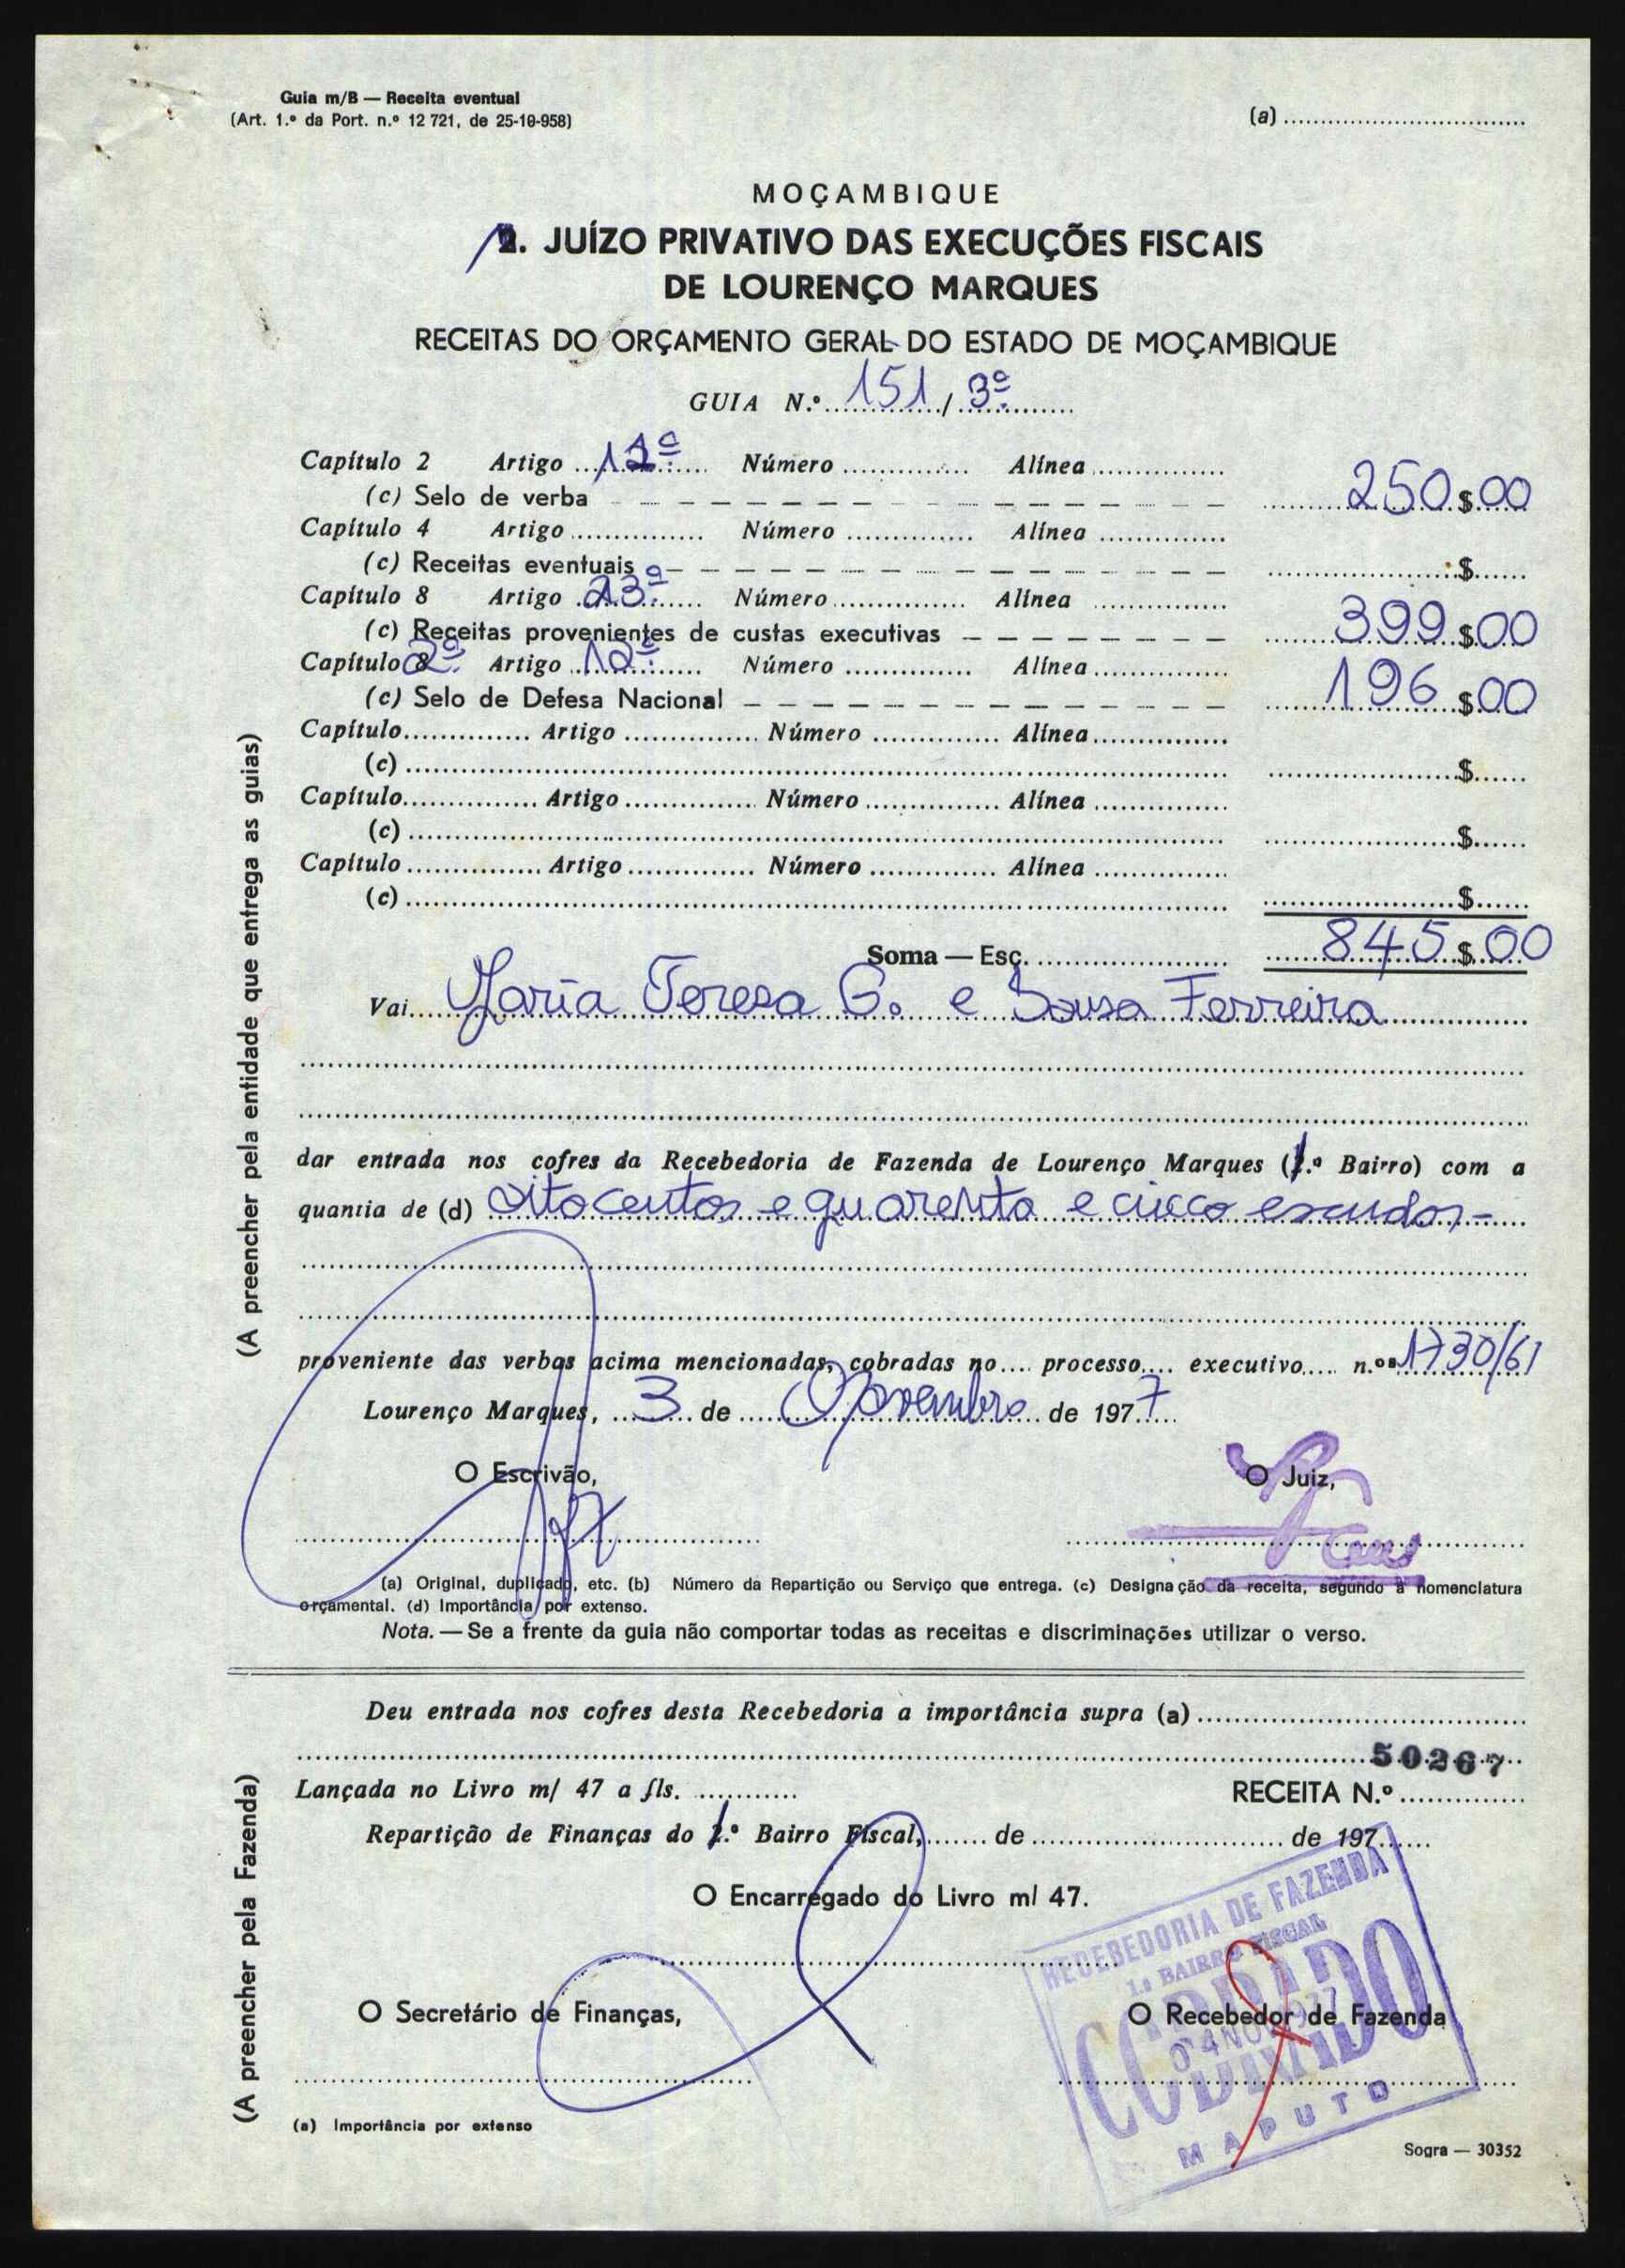 Guia m/B — Receita eventual
(Art. 1.º da Port. n.º 12 721, de 25-10-958)
(a) ................................
MOÇAMBIQUE
1. JUÍZO PRIVATIVO DAS EXECUÇÕES FISCAIS
DE LOURENÇO MARQUES
RECEITAS DO ORÇAMENTO GERAL DO ESTADO DE MOÇAMBIQUE
GUIA N.º 151 / 3ª
Capítulo 2 Artigo 12º Número .............. Alínea ..............
(c) Selo de verba 250$00
Capítulo 4 Artigo .............. Número .............. Alínea ..............
(c) Receitas eventuais ..............$......
Capítulo 8 Artigo 23º Número .............. Alínea ..............
(c) Receitas provenientes de custas executivas 399$00
Capítulo 2º Artigo 12º Número .............. Alínea ..............
(c) Selo de Defesa Nacional 196$00
Capítulo .............. Artigo .............. Número .............. Alínea ..............
(c) ..............$......
Capítulo .............. Artigo .............. Número .............. Alínea ..............
(c) ..............$......
Capítulo .............. Artigo .............. Número .............. Alínea ..............
(c) ..............$......
Soma — Esc. 845$00
Vai Maria Teresa G. e Sousa Ferreira
dar entrada nos cofres da Recebedoria de Fazenda de Lourenço Marques (1.º Bairro) com a
quantia de (d) oitocentos e quarenta e cinco escudos -
proveniente das verbas acima mencionadas, cobradas no.... processo.... executivo.... n.os 1730/61
Lourenço Marques, 3 de Novembro de 1977
O Escrivão,
O Juiz,
(a) Original, duplicado, etc. (b) Número da Repartição ou Serviço que entrega. (c) Designação da receita, segundo a nomenclatura
orçamental. (d) Importância por extenso.
Nota. — Se a frente da guia não comportar todas as receitas e discriminações utilizar o verso.
(A preencher pela entidade que entrega as guias)
Deu entrada nos cofres desta Recebedoria a importância supra (a) ..............
50267
Lançada no Livro m/ 47 a fls. ............ RECEITA N.º ..............
Repartição de Finanças do 1.º Bairro Fiscal, ....... de .............. de 197......
O Encarregado do Livro m/ 47.
O Secretário de Finanças,
O Recebedor de Fazenda
RECEBEDORIA DE FAZENDA
1.º BAIRRO FISCAL
COBRADO
04 NOV 1977
MAPUTO
(a) Importância por extenso
Sogra — 30352
(A preencher pela Fazenda)